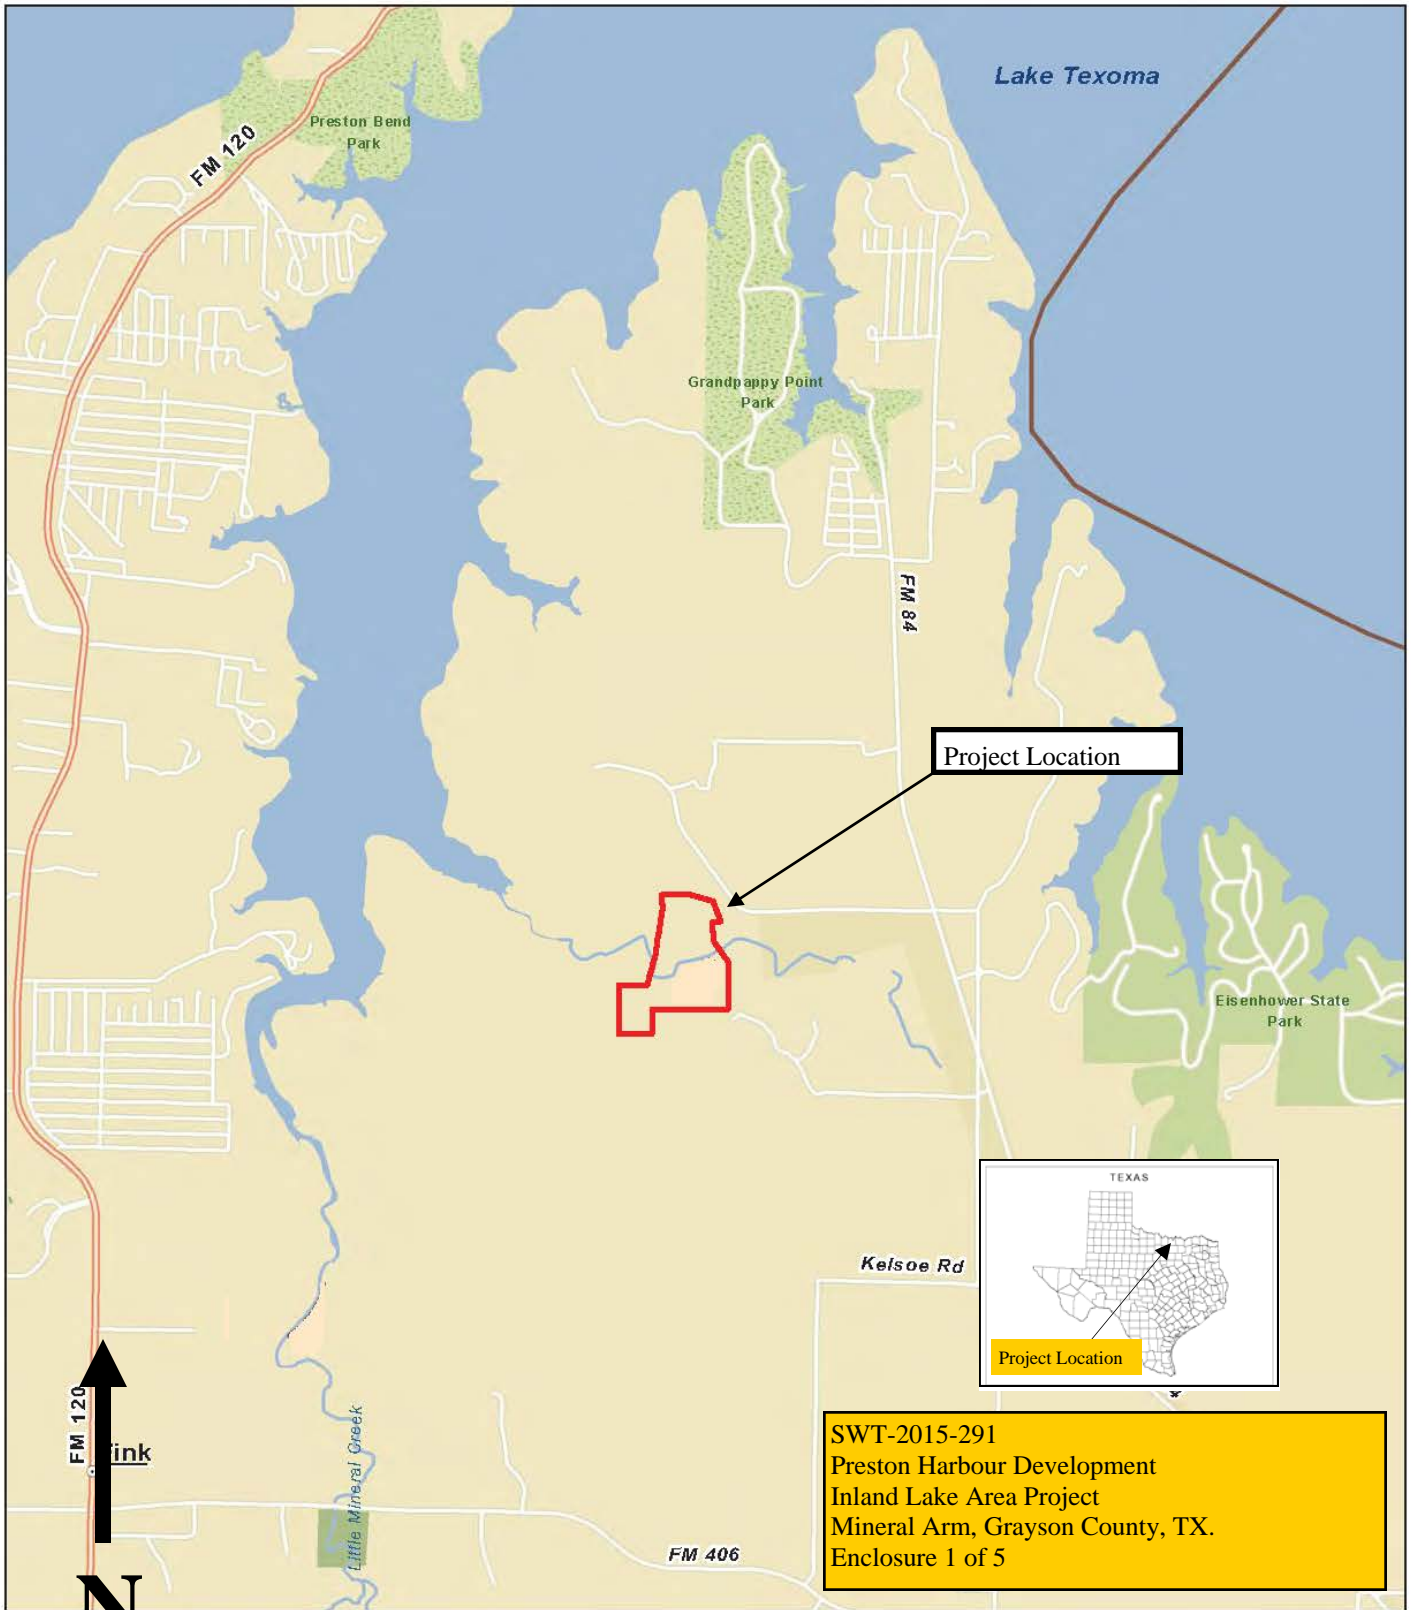 Lake Texoma
Preston Bend
Park
FM 120
Grandpappy Point
Park
FM 84
Project Location
Eisenhower State
Park
TEXAS
Project Location
Kelsoe Rd
FM 120
ink
Little Mineral Creek
FM 406
SWT-2015-291
Preston Harbour Development
Inland Lake Area Project
Mineral Arm, Grayson County, TX.
Enclosure 1 of 5
N